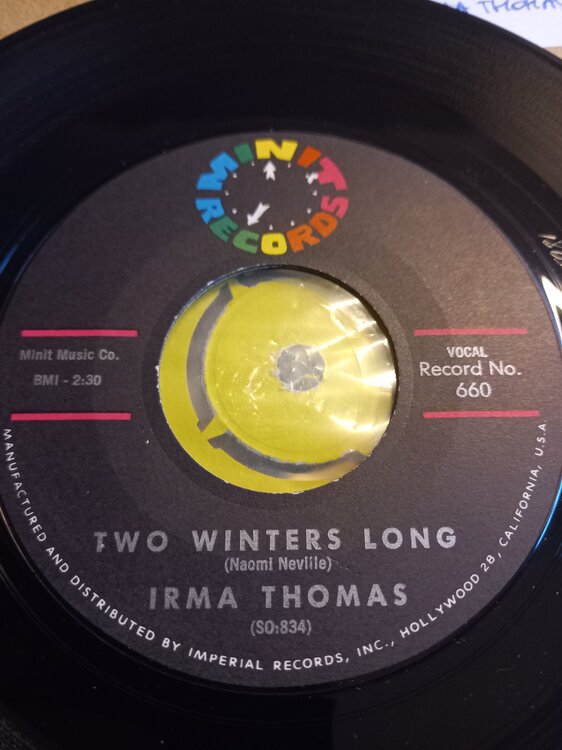 THOMA
MINIT
RECORDS
Minit Music Co.
BMI - 2:30
VOCAL
Record No.
660
TWO WINTERS LONG
(Naomi Neville)
IRMA THOMAS
(SO:834)
MANUFACTURED AND DISTRIBUTED BY IMPERIAL RECORDS, INC., HOLLYWOOD 28, CALIFORNIA, U.S.A.